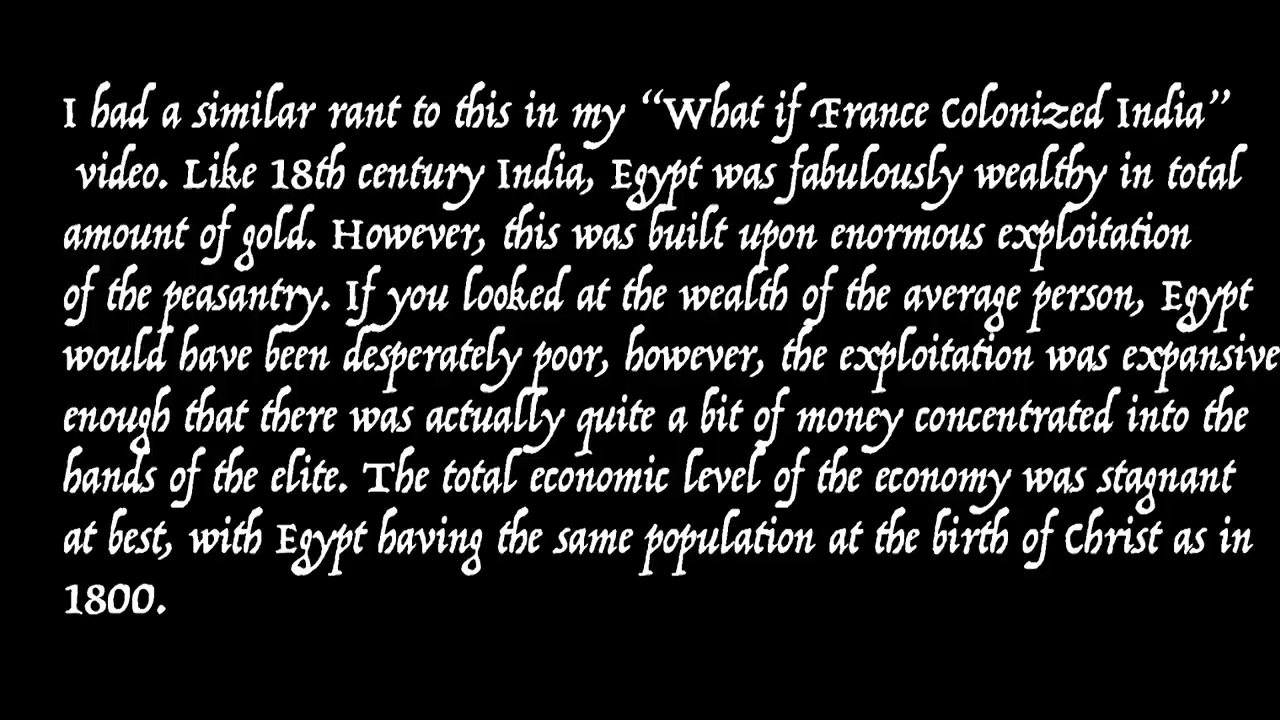 I had a similar rant to this in my “What if France Colonized India”
video. Like 18th century India, Egypt was fabulously wealthy in total
amount of gold. However, this was built upon enormous exploitation
of the peasantry. If you looked at the wealth of the average person, Egypt
would have been desperately poor, however, the exploitation was expansive
enough that there was actually quite a bit of money concentrated into the
hands of the elite. The total economic level of the economy was stagnant
at best, with Egypt having the same population at the birth of Christ as in
1800.